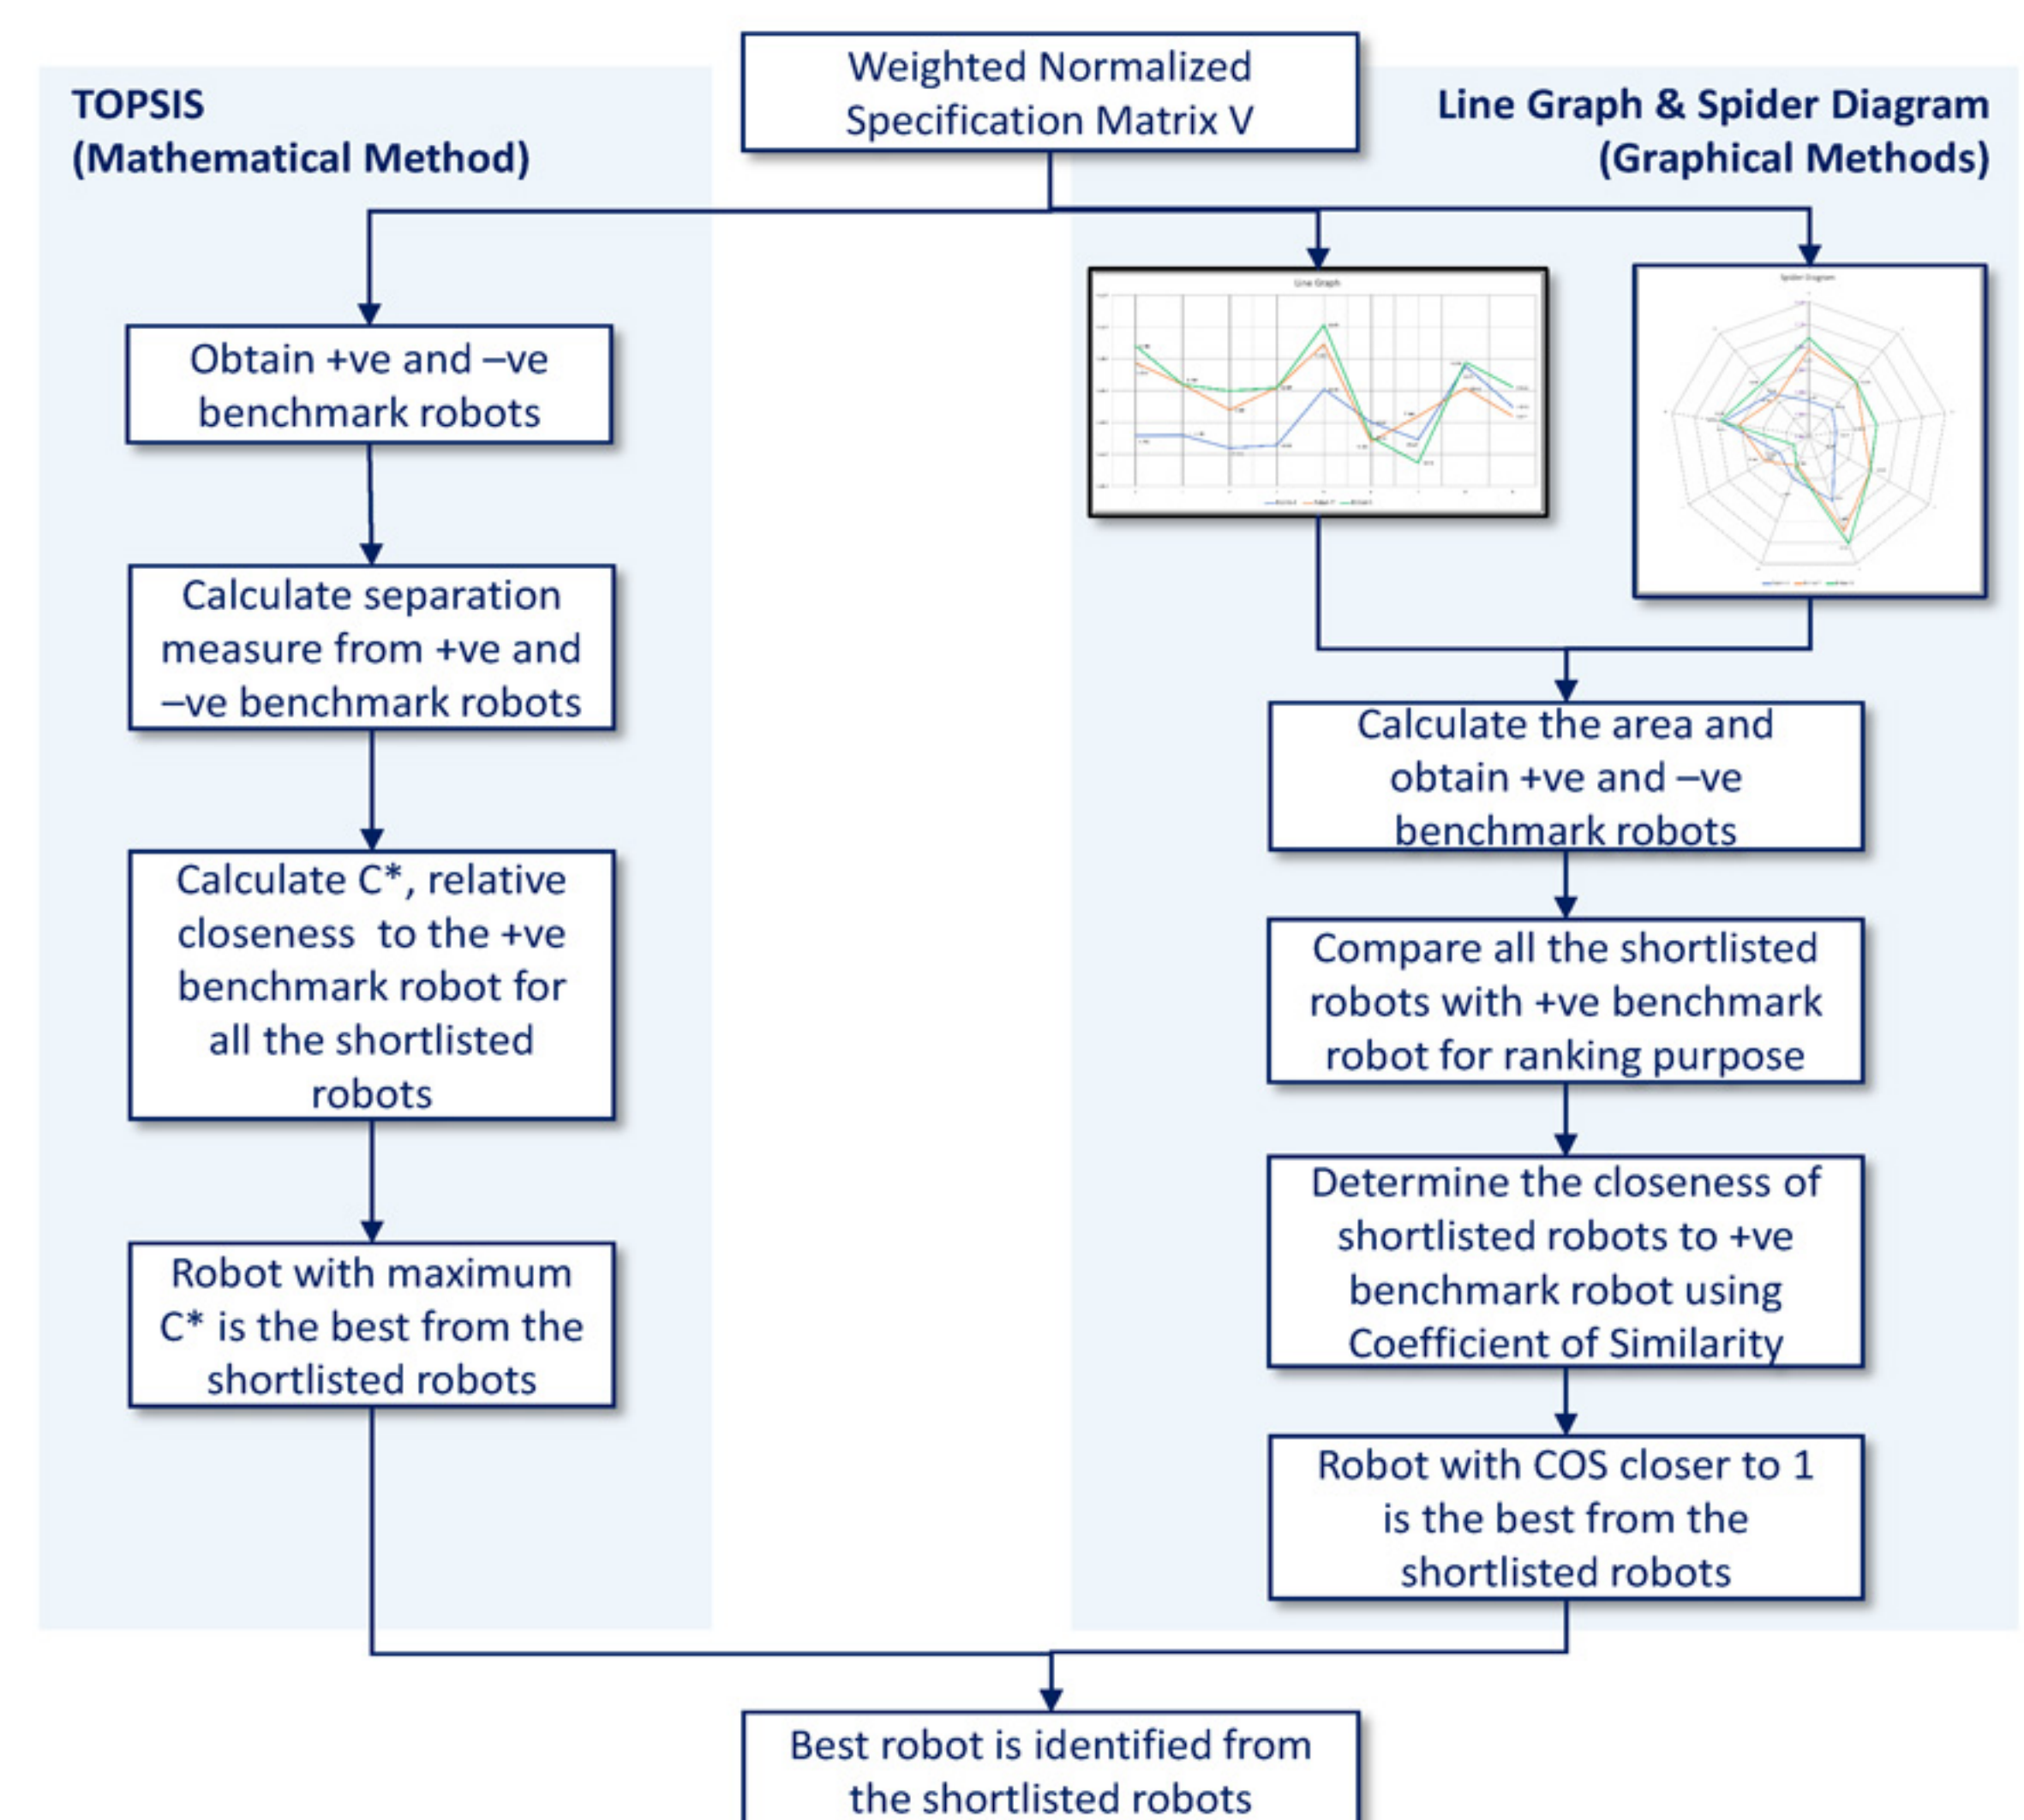 Weighted Normalized
Specification Matrix V
TOPSIS
(Mathematical Method)
Line Graph & Spider Diagram
(Graphical Methods)
Obtain +ve and –ve
benchmark robots
Calculate separation
measure from +ve and
–ve benchmark robots
Calculate C*, relative
closeness to the +ve
benchmark robot for
all the shortlisted
robots
Robot with maximum
C* is the best from the
shortlisted robots
Line Graph
Spider Diagram
Calculate the area and
obtain +ve and –ve
benchmark robots
Compare all the shortlisted
robots with +ve benchmark
robot for ranking purpose
Determine the closeness of
shortlisted robots to +ve
benchmark robot using
Coefficient of Similarity
Robot with COS closer to 1
is the best from the
shortlisted robots
Best robot is identified from
the shortlisted robots